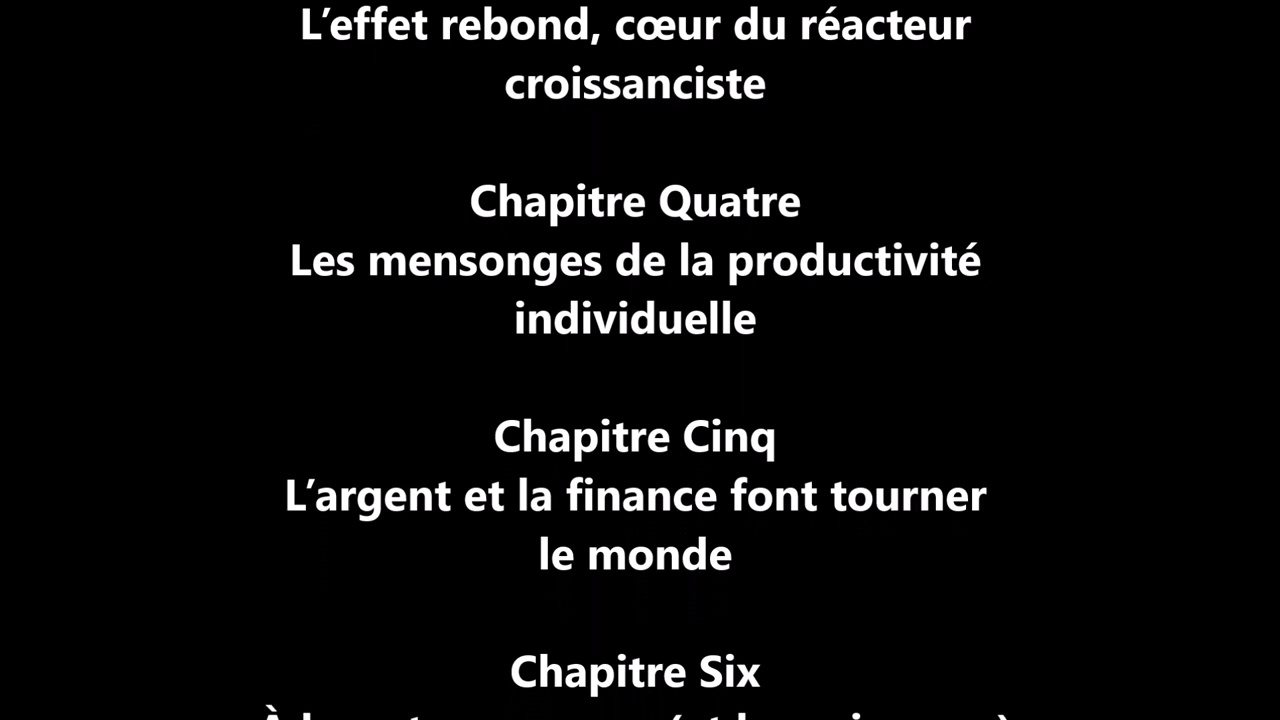 L’effet rebond, cœur du réacteur
croissanciste
Chapitre Quatre
Les mensonges de la productivité
individuelle
Chapitre Cinq
L’argent et la finance font tourner
le monde
Chapitre Six
À